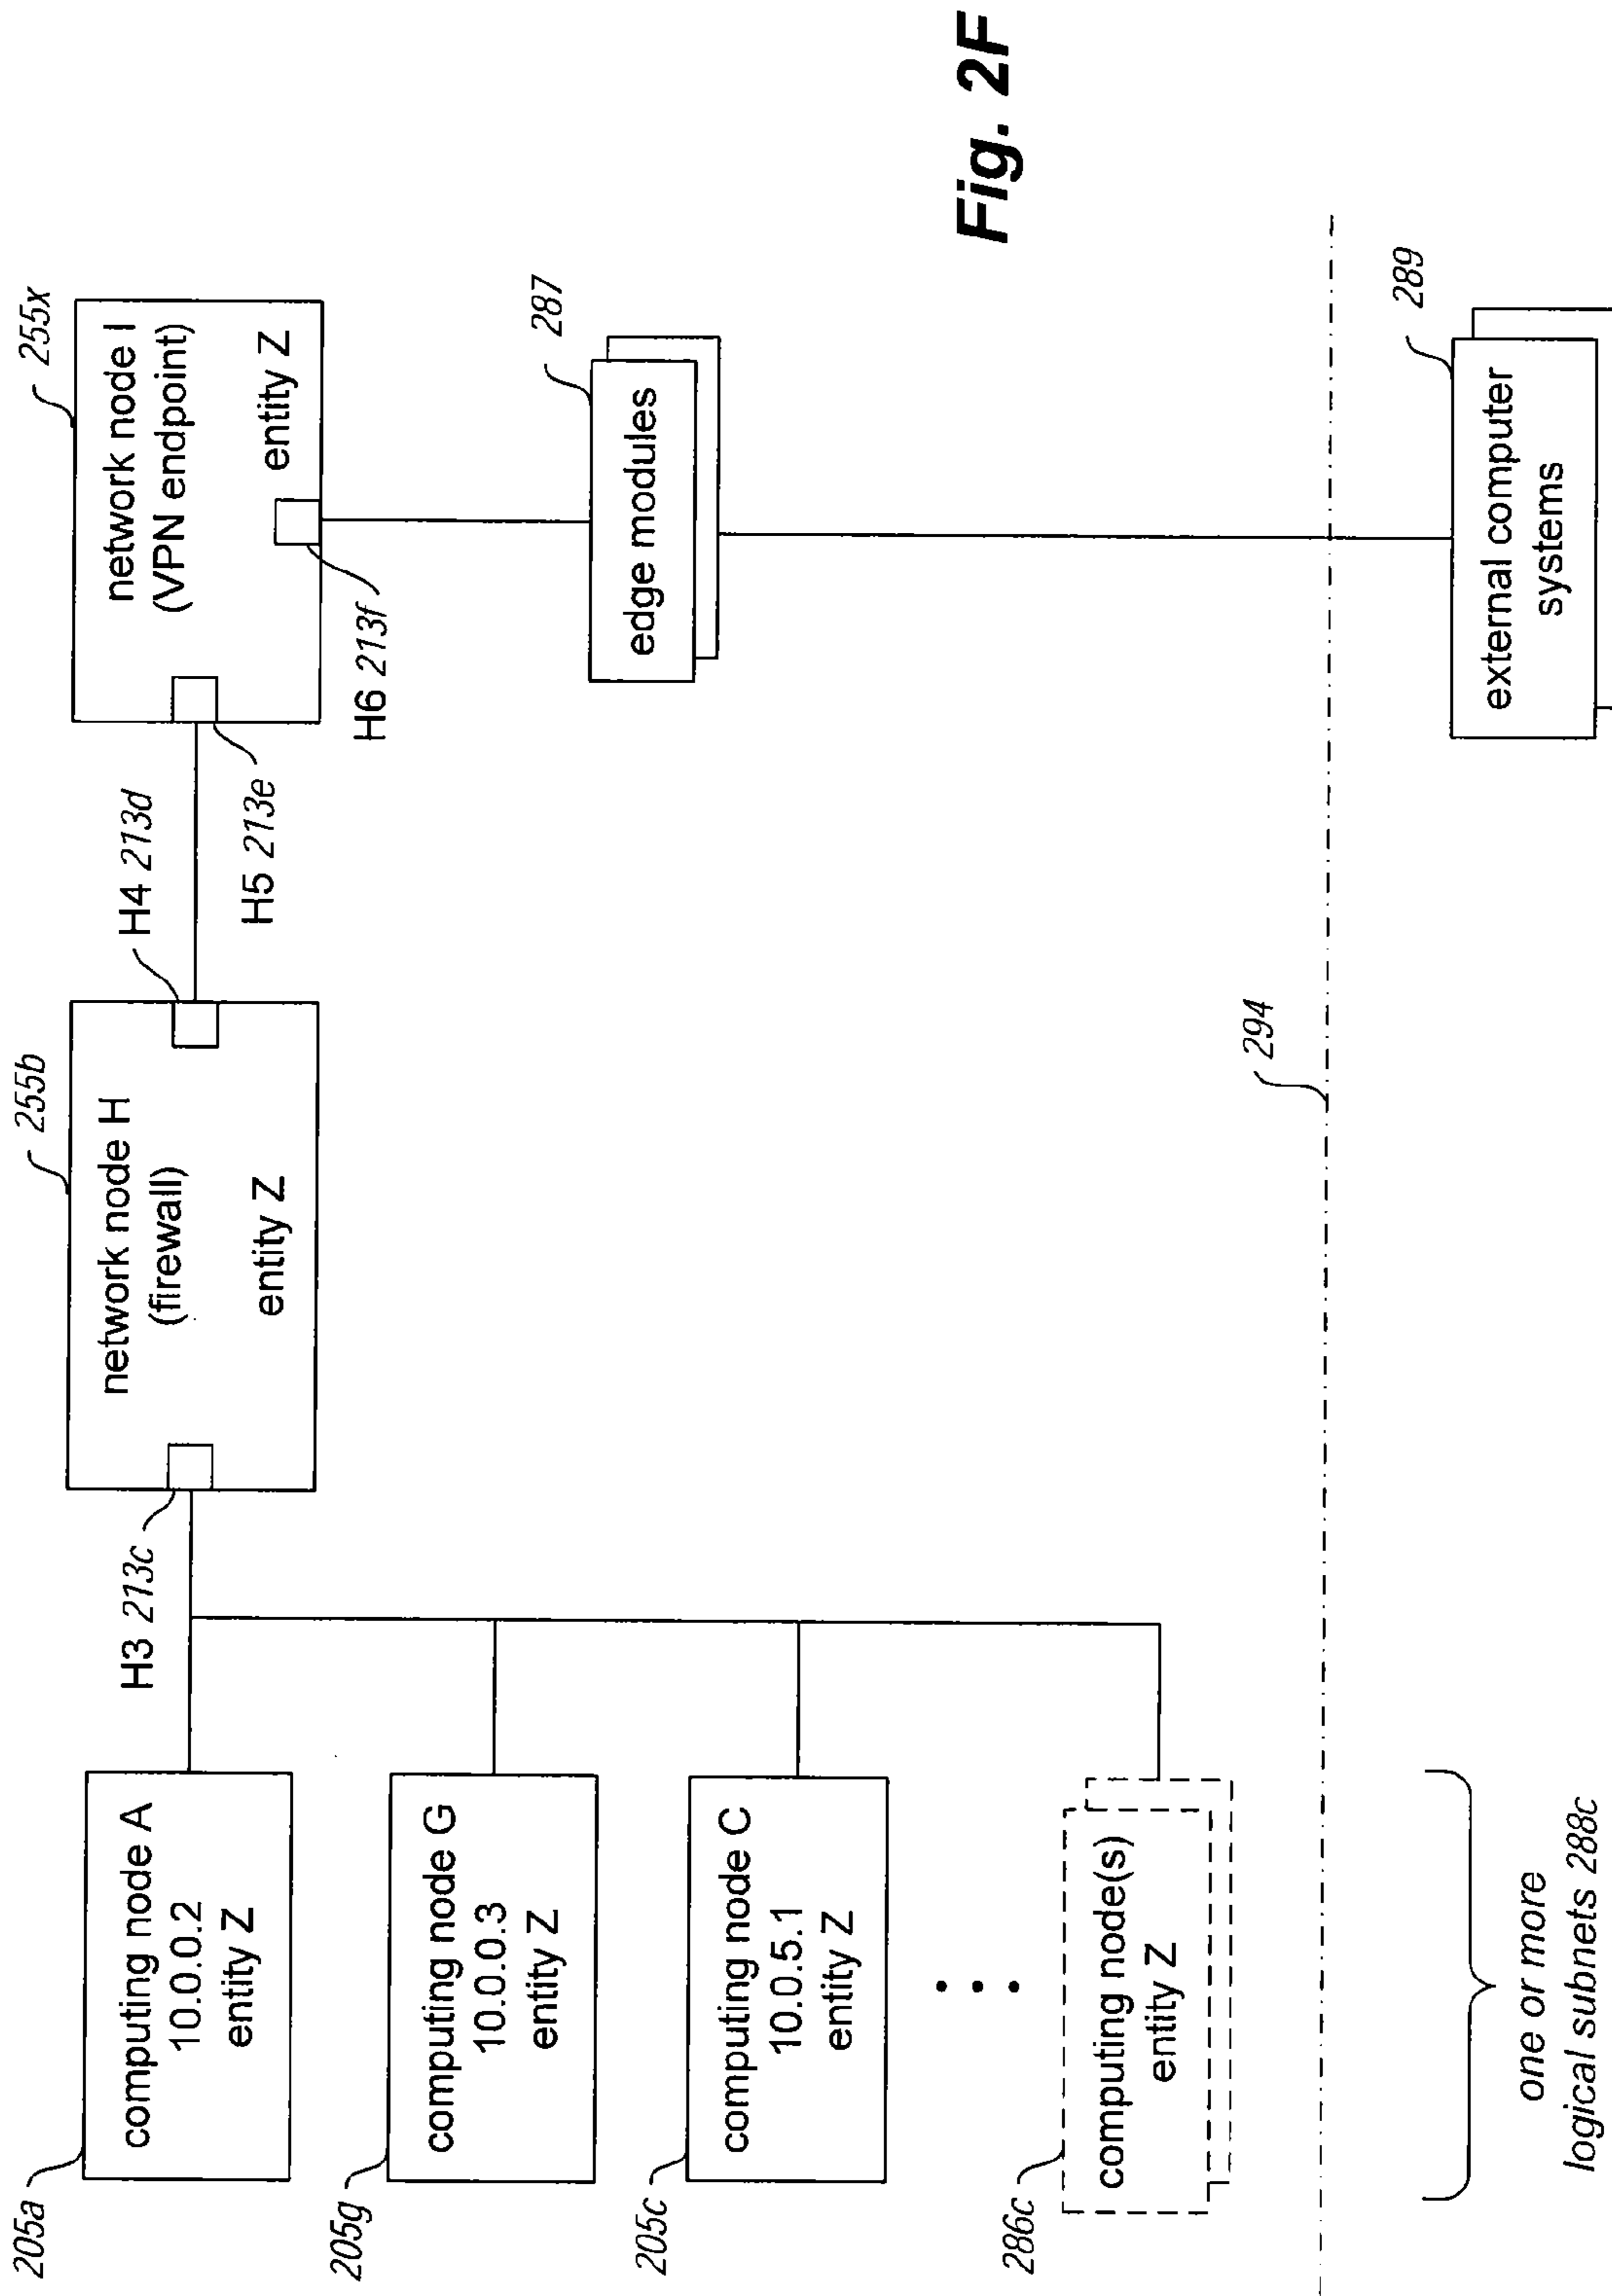 205a
computing node A
10.0.0.2
entity Z
205g
computing node G
10.0.0.3
entity Z
205c
computing node C
10.0.5.1
entity Z
286c
computing node(s)
entity Z
one or more
logical subnets 288c
H3 213c
255b
network node H
(firewall)
entity Z
H4 213d
H5 213e
255x
network node I
(VPN endpoint)
entity Z
H6 213f
287
edge modules
294
289
external computer
systems
Fig. 2F